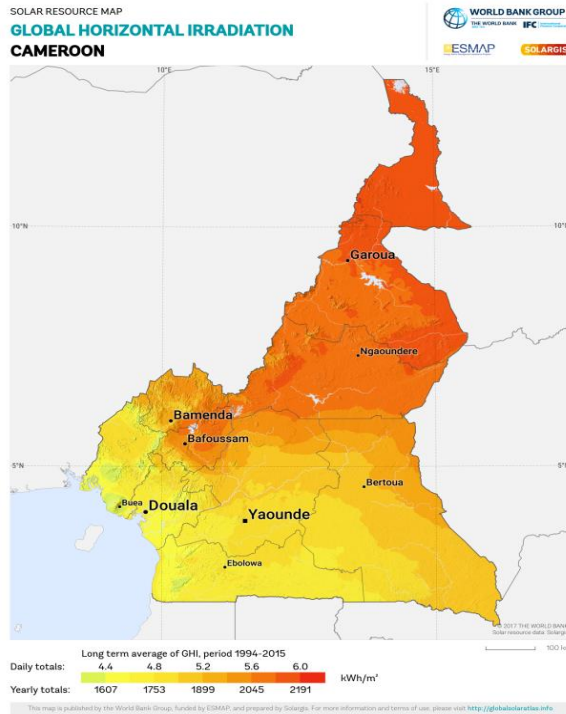 SOLAR RESOURCE MAP
GLOBAL HORIZONTAL IRRADIATION
CAMEROON
WORLD BANK GROUP
THE WORLD BANK IFC
ESMAP SOLARGIS
10°E 15°E
10°N 10°N
Garoua
Ngaoundere
Bamenda
Bafoussam
5°N 5°N
Bertoua
Buea
Douala
Yaounde
Ebolowa
© 2017 THE WORLD BANK
Solar resource data: Solargis
100 k
Long term average of GHI, period 1994-2015
Daily totals: 4.4 4.8 5.2 5.6 6.0
kWh/m²
Yearly totals: 1607 1753 1899 2045 2191
This map is published by the World Bank Group, funded by ESMAP, and prepared by Solargis. For more information and terms of use, please visit http://globalsolaratlas.info